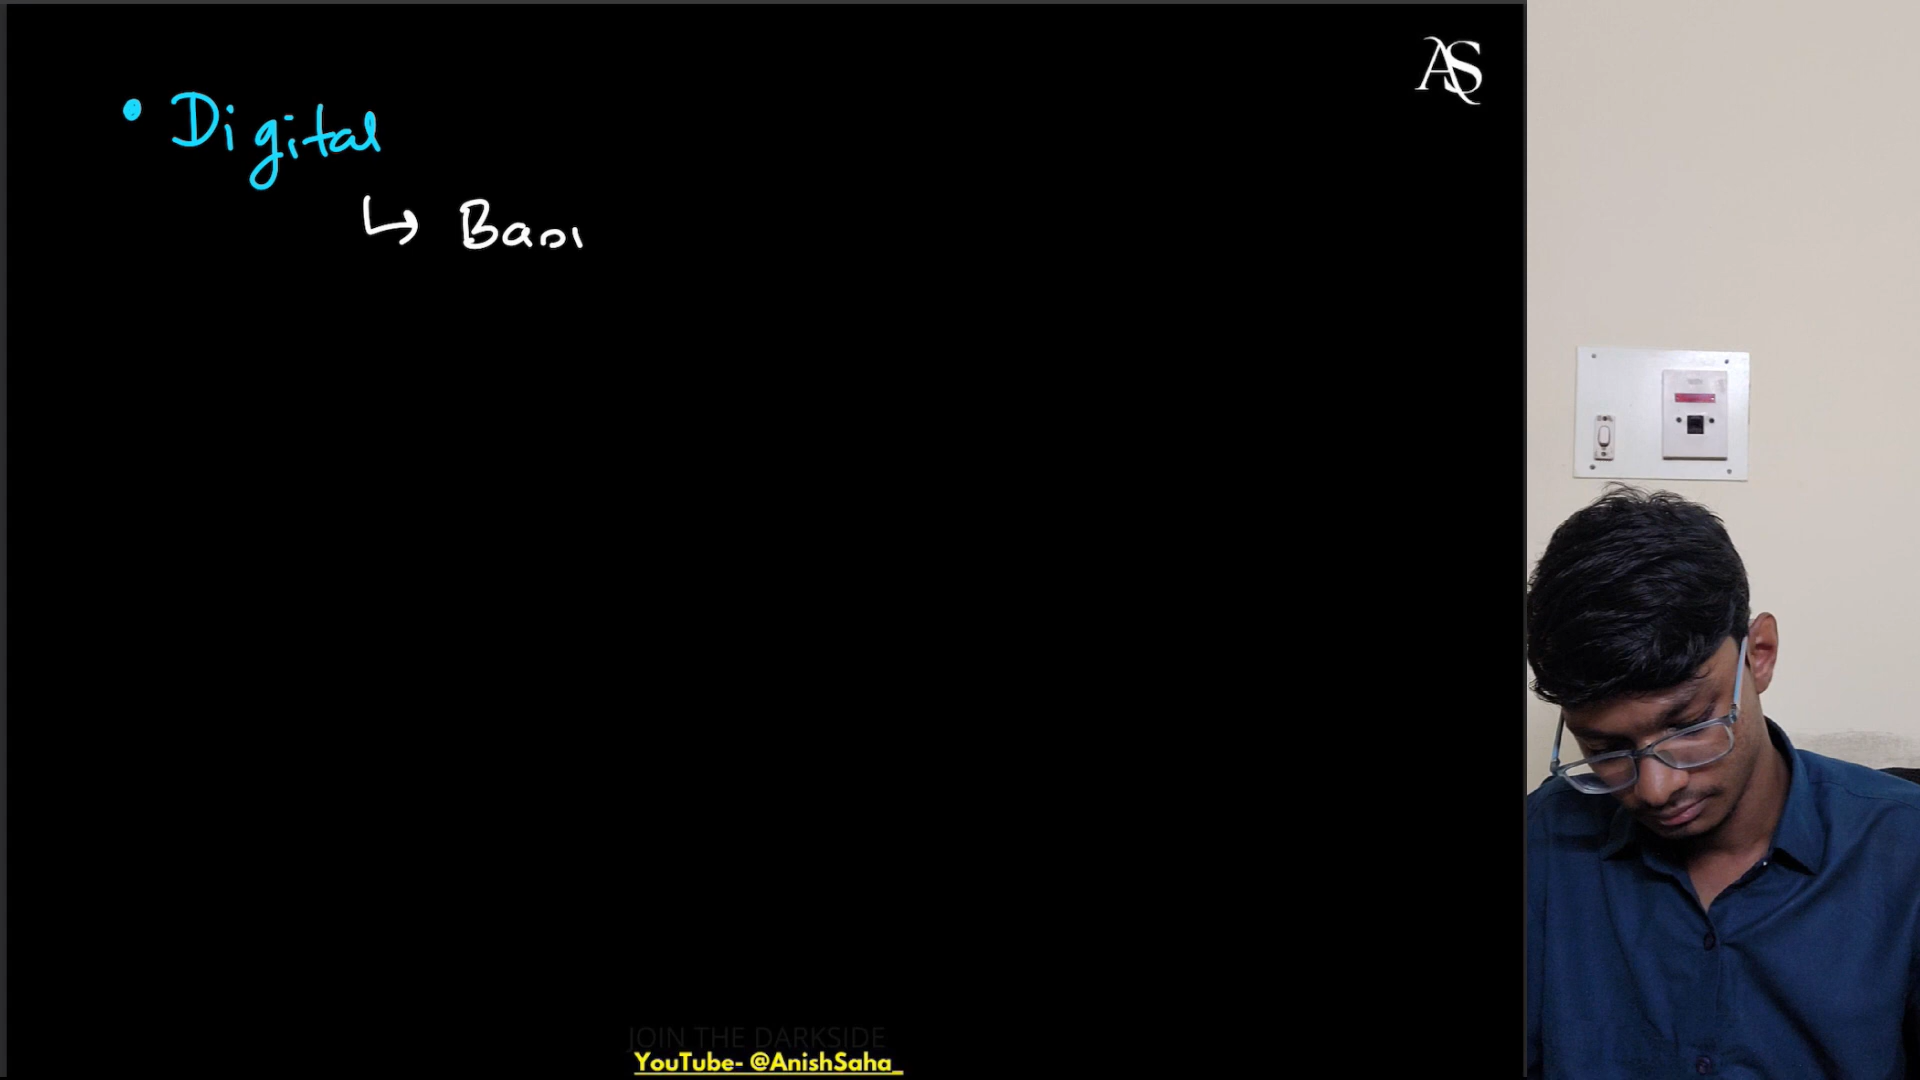 AS
• Digital
↳ Basi
JOIN THE DARKSIDE
YouTube- @AnishSaha_